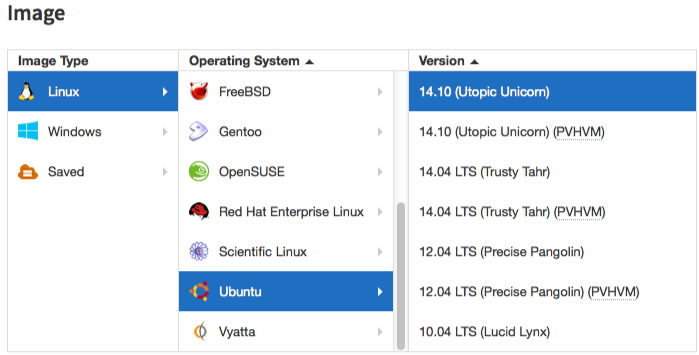 Image
Image Type
Linux
Windows
Saved
Operating System
FreeBSD
Gentoo
OpenSUSE
Red Hat Enterprise Linux
Scientific Linux
Ubuntu
Vyatta
Version
14.10 (Utopic Unicorn)
14.10 (Utopic Unicorn) (PVHVM)
14.04 LTS (Trusty Tahr)
14.04 LTS (Trusty Tahr) (PVHVM)
12.04 LTS (Precise Pangolin)
12.04 LTS (Precise Pangolin) (PVHVM)
10.04 LTS (Lucid Lynx)